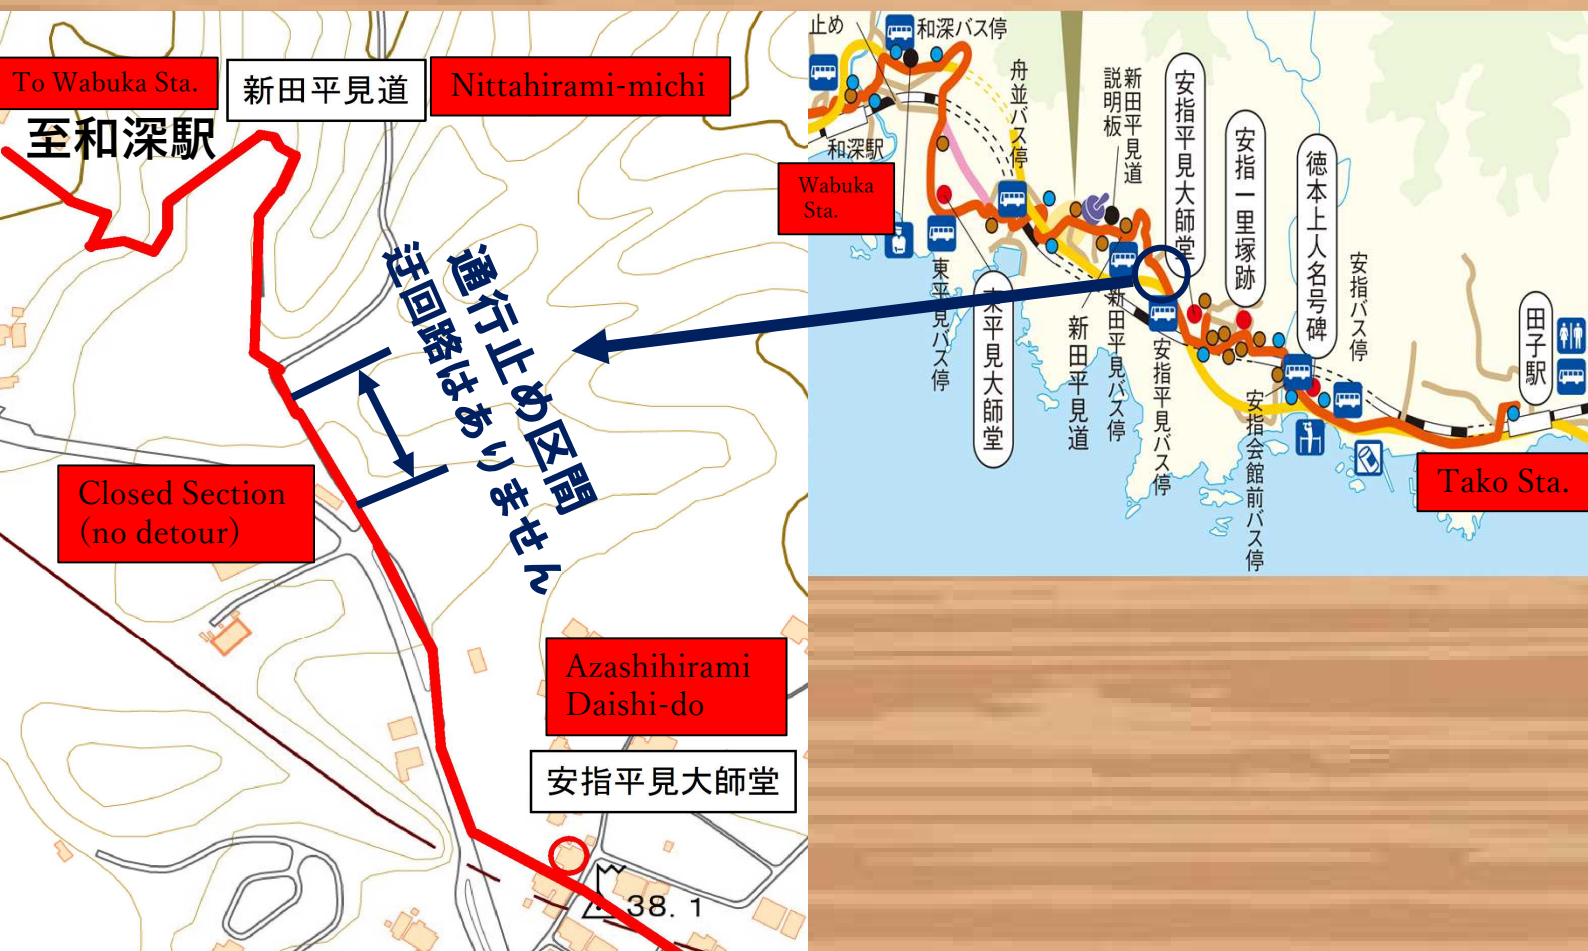 To Wabuka Sta.
至和深駅
新田平見道
Nittahirami-michi
通行止め区間
迂回路はありません
Closed Section
(no detour)
Azashihirami
Daishi-do
安指平見大師堂
38.1
止め
和深バス停
和深駅
Wabuka
Sta.
舟並バス停
新田平見道
説明板
安指平見大師堂
安指一里塚跡
徳本上人名号碑
安指バス停
田子駅
東平見バス停
東平見大師堂
新田平見道
新田平見バス停
安指平見バス停
安指会館前バス停
Tako Sta.